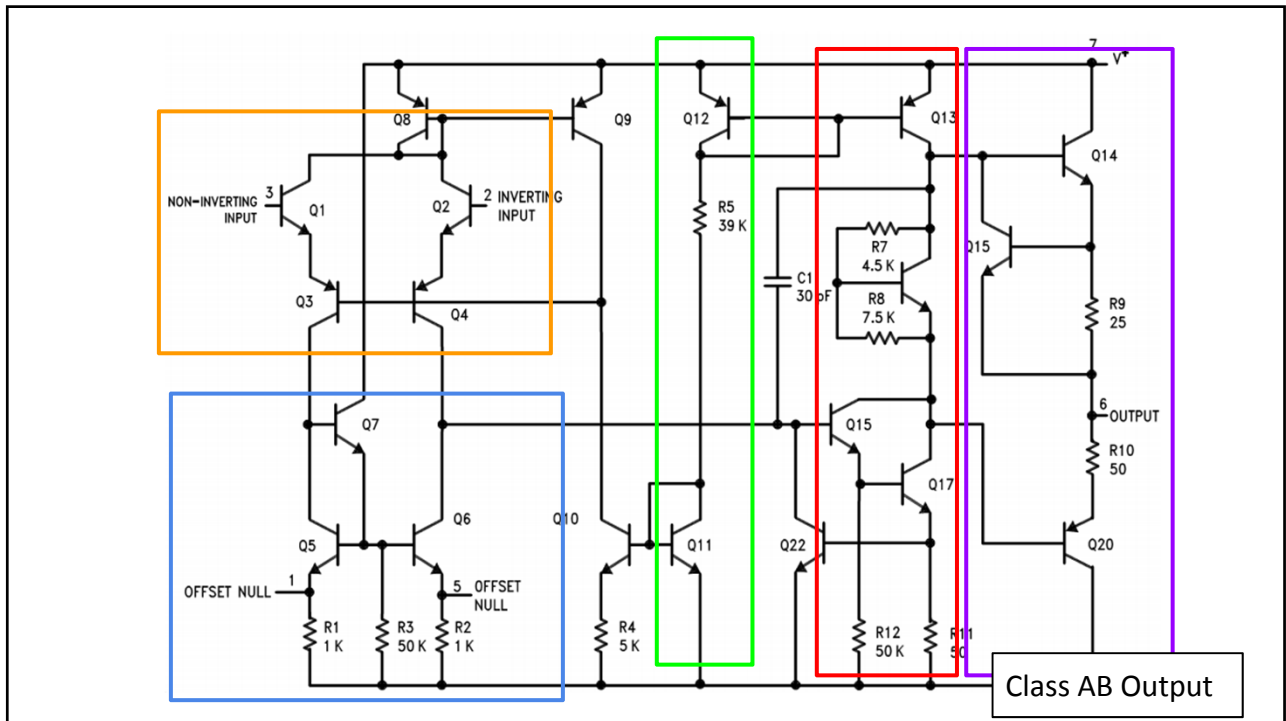 7
V+
Q8
Q9
Q12
Q13
Q14
3
NON-INVERTING
INPUT
Q1
Q2
2 INVERTING
INPUT
R5
39 K
Q15
R7
4.5 K
C1
30 pF
R8
7.5 K
Q3
Q4
R9
25
6
OUTPUT
Q7
Q15
R10
50
Q17
Q6
Q10
Q5
Q11
Q22
Q20
OFFSET NULL
1
5
OFFSET
NULL
R1
1 K
R3
50 K
R2
1 K
R4
5 K
R12
50 K
R11
50
Class AB Output